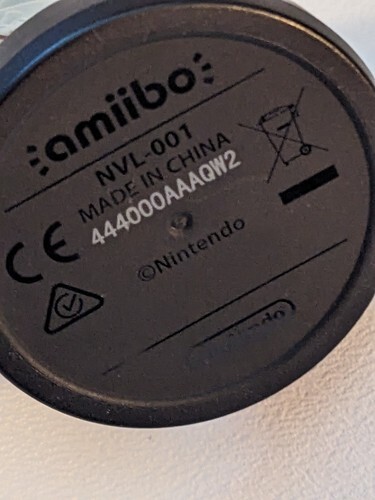 amiibo
NVL-001
MADE IN CHINA
444000AAAQW2
CE
©Nintendo